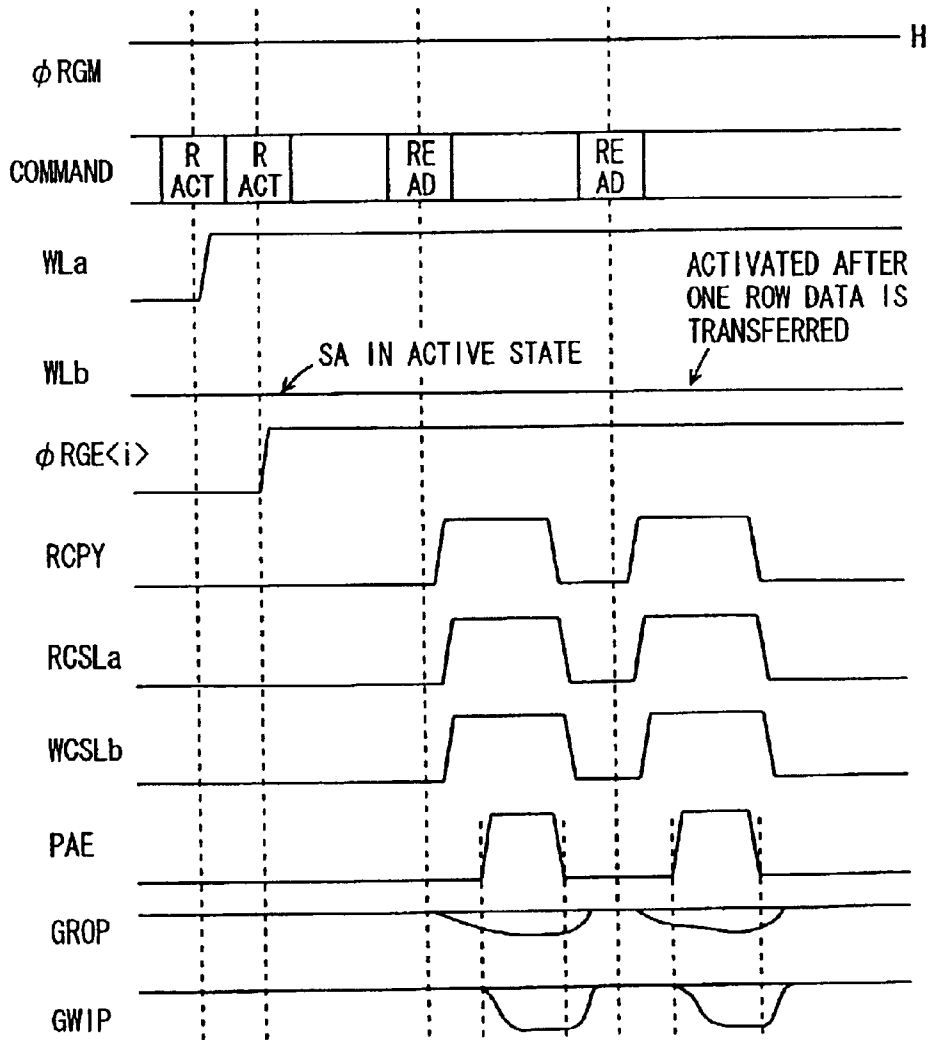 H
φRGM
COMMAND
R ACT
R ACT
RE AD
RE AD
WLa
ACTIVATED AFTER
ONE ROW DATA IS
TRANSFERRED
SA IN ACTIVE STATE
WLb
φRGE<i>
RCPY
RCSLa
WCSLb
PAE
GROP
GWIP